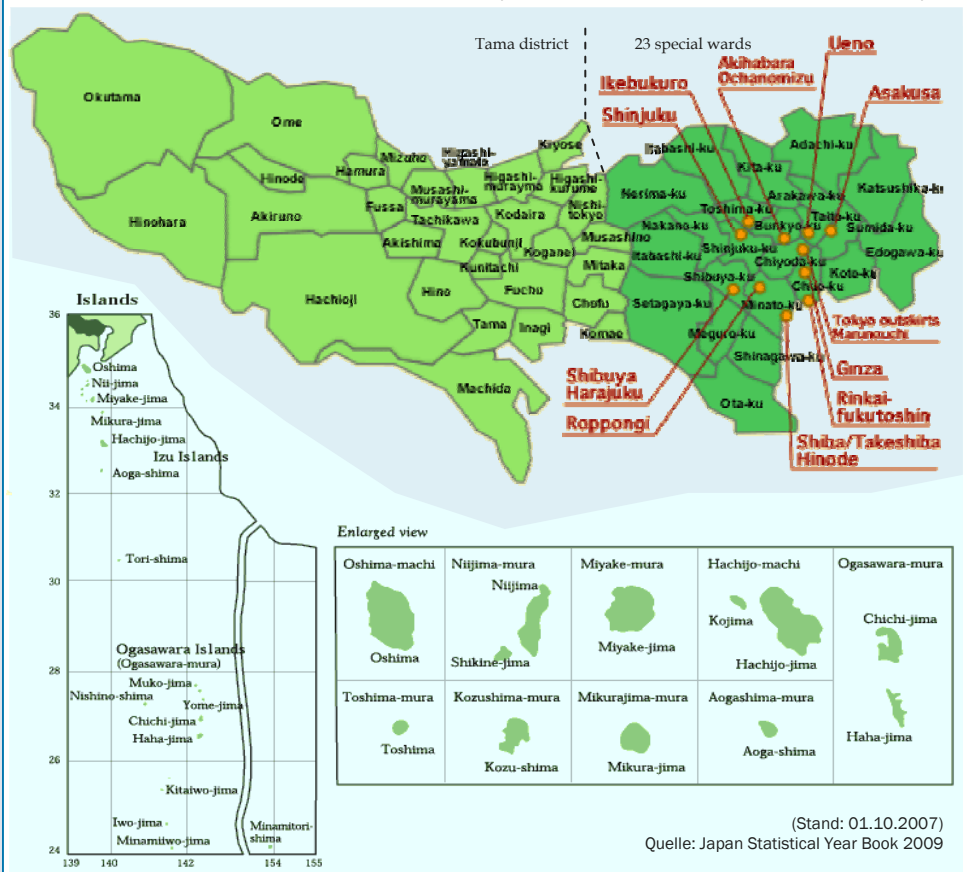 Tama district
23 special wards
Ueno
Akihabara
Ochanomizu
Ikebukuro
Asakusa
Shinjuku
Okutama
Ome
Kiyose
Mizuho
Higashi-
yamato
Itabashi-ku
Adachi-ku
Kita-ku
Hinode
Hamura
Musashi-
murayama
Higashi-
murayma
Higashi-
kurume
Nerima-ku
Arakawa-ku
Katsushika-ku
Hinohara
Akiruno
Fussa
Tachikawa
Kodaira
Nishi-
tokyo
Toshima-ku
Bunkyo-ku
Taito-ku
Sumida-ku
Akishima
Kokubunji
Koganei
Musashino
Nakano-ku
Shinjuku-ku
Chiyoda-ku
Edogawa-ku
Kunitachi
Mitaka
Itabashi-ku
Shibuya-ku
Koto-ku
Chuo-ku
Hachioji
Hino
Fuchu
Chofu
Setagaya-ku
Minato-ku
Tama
Inagi
Komae
Meguro-ku
Tokyo outskirts
Marunouchi
Shinagawa-ku
Machida
Shibuya
Harajuku
Ginza
Ota-ku
Rinkai-
fukutoshin
Roppongi
Shiba/Takeshiba
Hinode
Islands
36
Oshima
Nii-jima
Miyake-jima
34
Mikura-jima
Hachijo-jima
Izu Islands
Aoga-shima
32
Tori-shima
30
Ogasawara Islands
(Ogasawara-mura)
28
Muko-jima
Nishino-shima
Yome-jima
Chichi-jima
Haha-jima
26
Kitaiwo-jima
Iwo-jima
Minamitori-
shima
Minamiiwo-jima
24
139 140 142 154 155
Enlarged view
Oshima-machi
Oshima
Niijima-mura
Niijima
Shikine-jima
Miyake-mura
Miyake-jima
Hachijo-machi
Kojima
Hachijo-jima
Ogasawara-mura
Chichi-jima
Haha-jima
Toshima-mura
Toshima
Kozushima-mura
Kozu-shima
Mikurajima-mura
Mikura-jima
Aogashima-mura
Aoga-shima
(Stand: 01.10.2007)
Quelle: Japan Statistical Year Book 2009